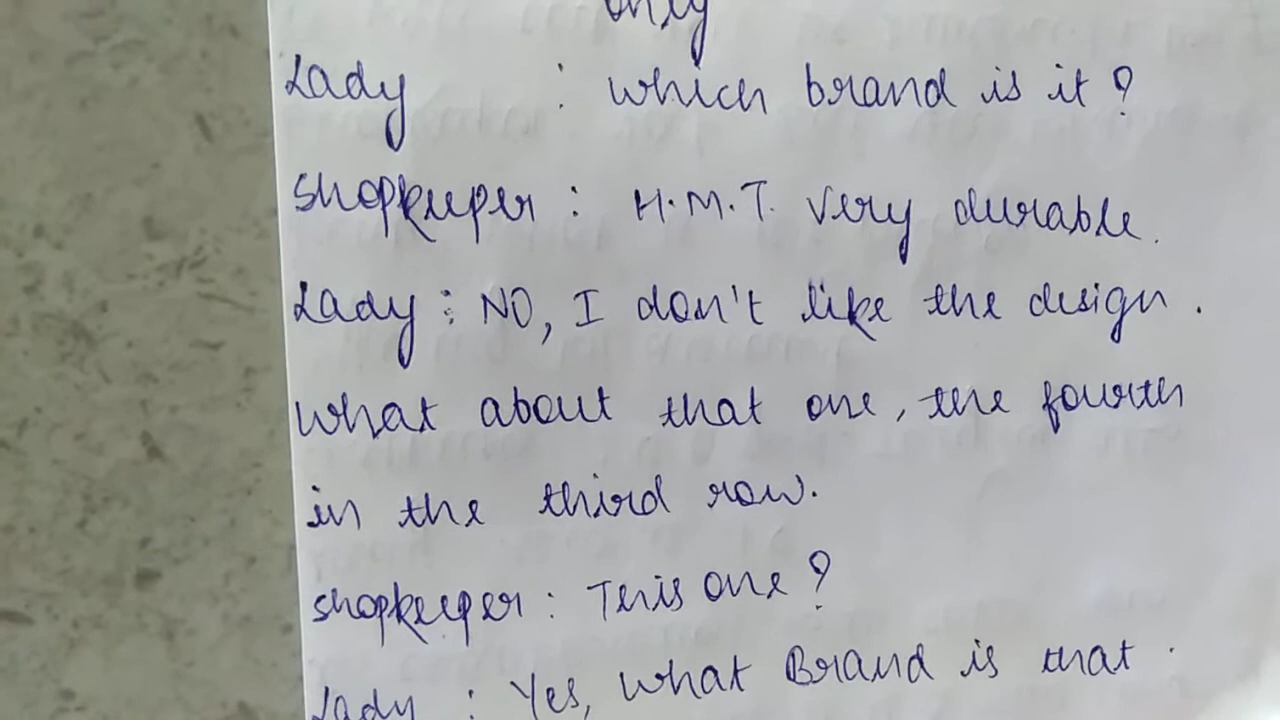 only
Lady : which brand is it ?
Shopkeeper : H.M.T. very durable.
Lady : NO, I don't like the design.
what about that one, the fourth
in the third row.
shopkeeper : This one ?
Lady : Yes, what Brand is that.